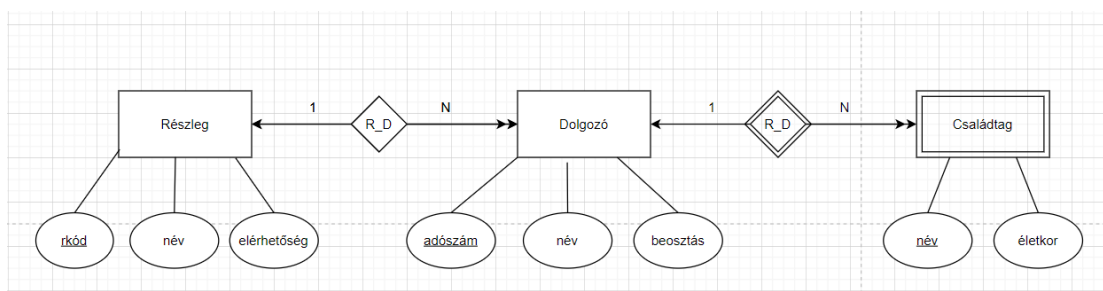 1
N
1
N
Részleg
R_D
Dolgozó
R_D
Családtag
rkód
név
elérhetőség
adószám
név
beosztás
név
életkor